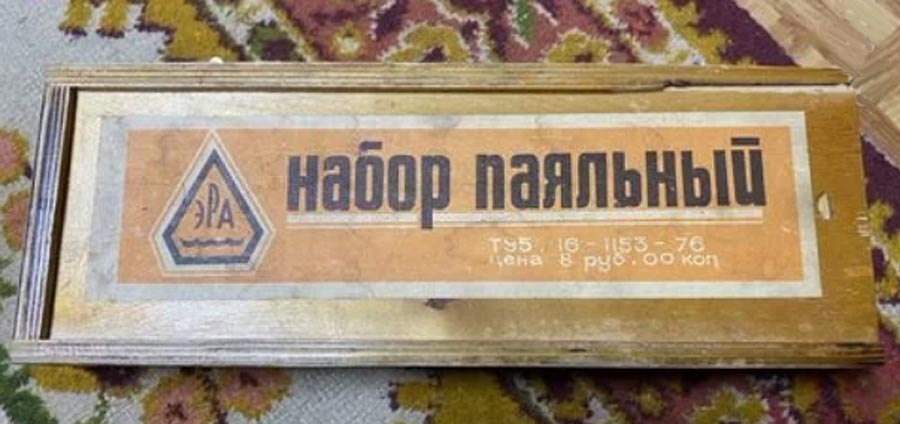 ЭРА
набор паяльный
ТУ5. 16-1153-76
цена 8 руб. 00 коп